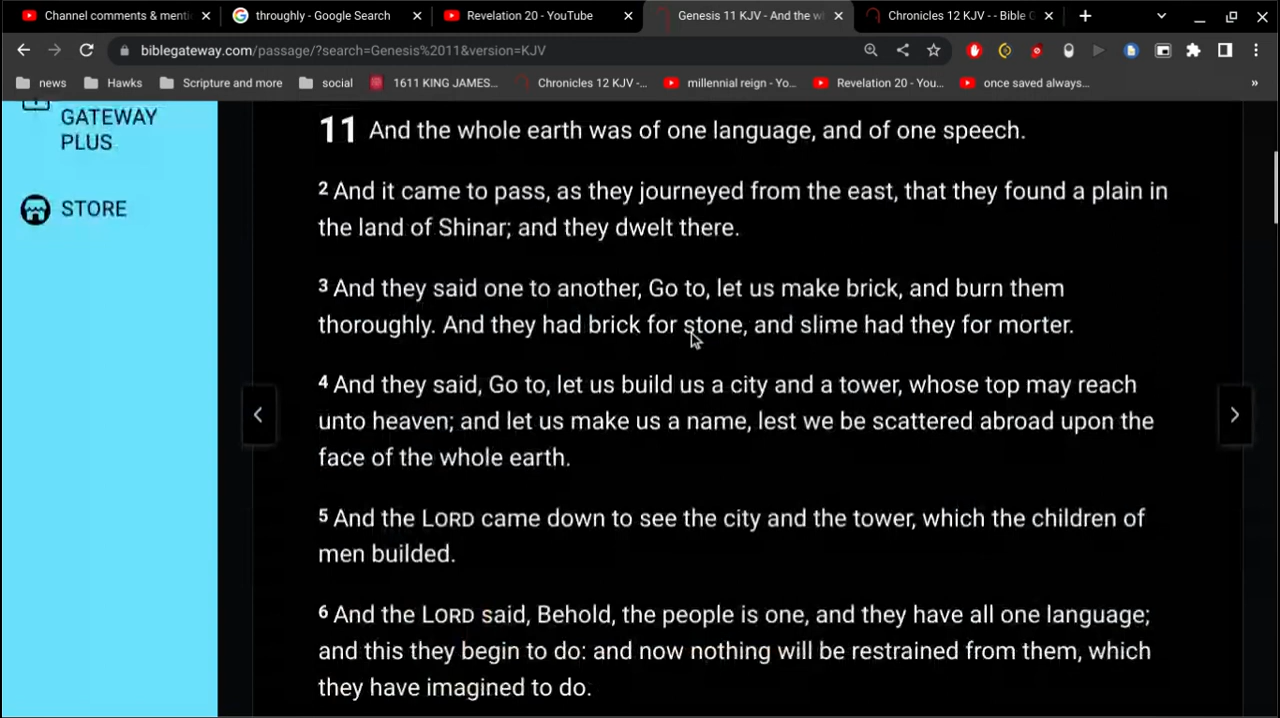 Channel comments & menti
throughly - Google Search
Revelation 20 - YouTube
Genesis 11 KJV - And the w
Chronicles 12 KJV - - Bible G
biblegateway.com/passage/?search=Genesis%2011&version=KJV
news
Hawks
Scripture and more
social
1611 KING JAMES...
Chronicles 12 KJV -...
millennial reign - Yo...
Revelation 20 - You...
once saved always...
»
GATEWAY
PLUS
STORE
11 And the whole earth was of one language, and of one speech.
2 And it came to pass, as they journeyed from the east, that they found a plain in
the land of Shinar; and they dwelt there.
3 And they said one to another, Go to, let us make brick, and burn them
thoroughly. And they had brick for stone, and slime had they for morter.
4 And they said, Go to, let us build us a city and a tower, whose top may reach
unto heaven; and let us make us a name, lest we be scattered abroad upon the
face of the whole earth.
5 And the LORD came down to see the city and the tower, which the children of
men builded.
6 And the LORD said, Behold, the people is one, and they have all one language;
and this they begin to do: and now nothing will be restrained from them, which
they have imagined to do.